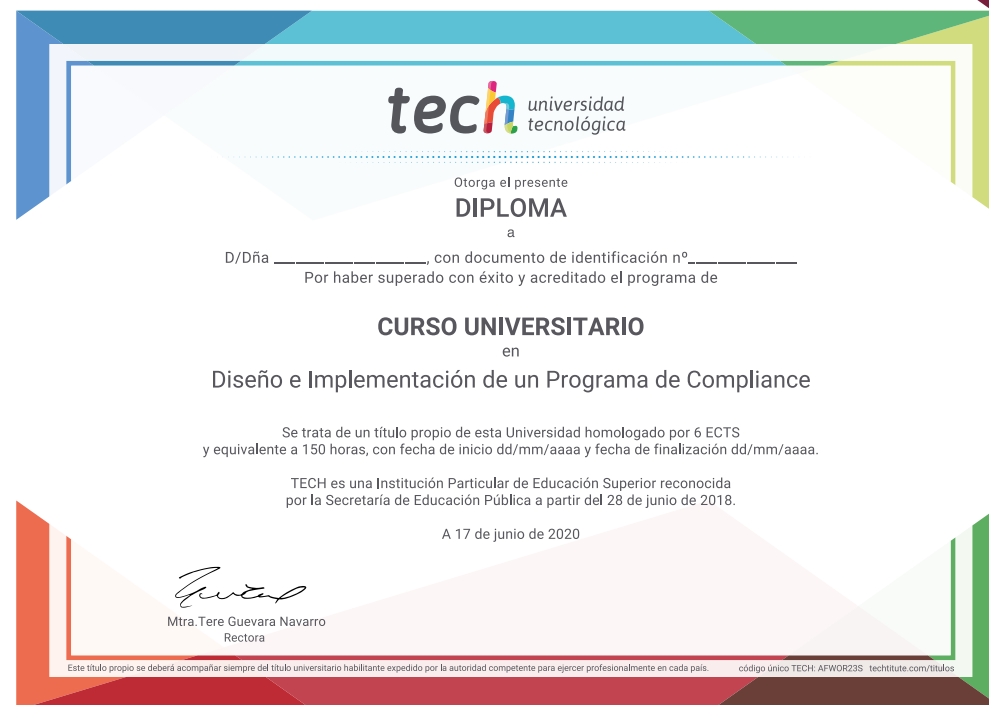 tech universidad
tecnológica
Otorga el presente
DIPLOMA
a
D/Dña ____________________, con documento de identificación nº______________
Por haber superado con éxito y acreditado el programa de
CURSO UNIVERSITARIO
en
Diseño e Implementación de un Programa de Compliance
Se trata de un título propio de esta Universidad homologado por 6 ECTS
y equivalente a 150 horas, con fecha de inicio dd/mm/aaaa y fecha de finalización dd/mm/aaaa.
TECH es una Institución Particular de Educación Superior reconocida
por la Secretaría de Educación Pública a partir del 28 de junio de 2018.
A 17 de junio de 2020
Mtra.Tere Guevara Navarro
Rectora
Este título propio se deberá acompañar siempre del título universitario habilitante expedido por la autoridad competente para ejercer profesionalmente en cada país. código único TECH: AFWOR23S techtitute.com/titulos